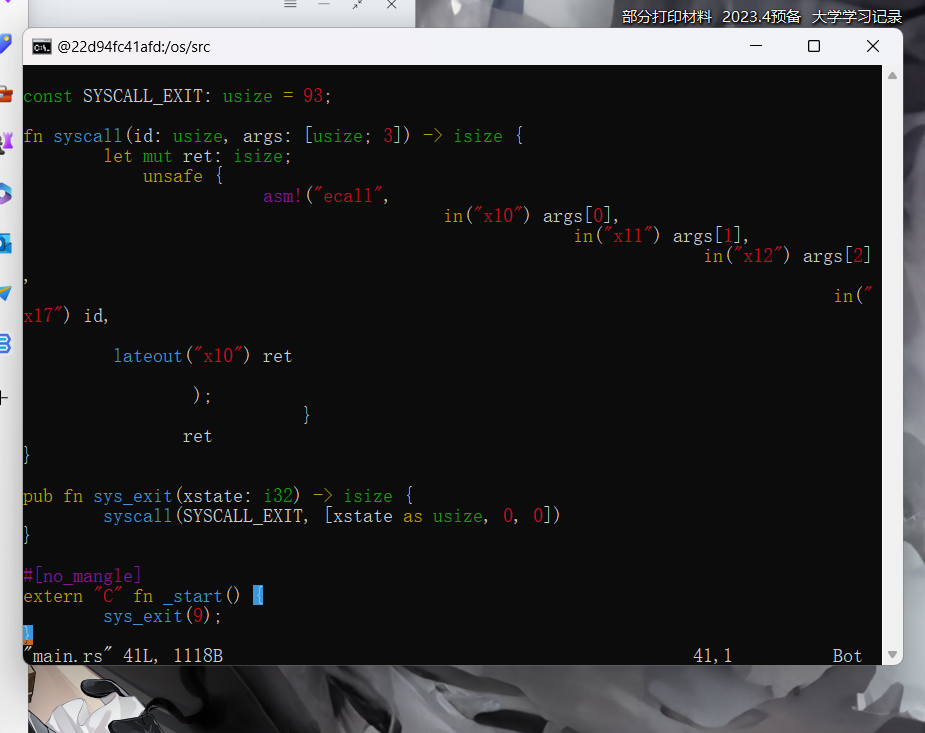 部分打印材料 2023.4预备 大学学习记录
@22d94fc41afd:/os/src
const SYSCALL_EXIT: usize = 93;
fn syscall(id: usize, args: [usize; 3]) -> isize {
let mut ret: isize;
unsafe {
asm!("ecall",
in("x10") args[0],
in("x11") args[1],
in("x12") args[2]
,
in("
x17") id,
lateout("x10") ret
);
}
ret
}
pub fn sys_exit(xstate: i32) -> isize {
syscall(SYSCALL_EXIT, [xstate as usize, 0, 0])
}
#[no_mangle]
extern "C" fn _start() {
sys_exit(9);
}
"main.rs" 41L, 1118B 41,1 Bot